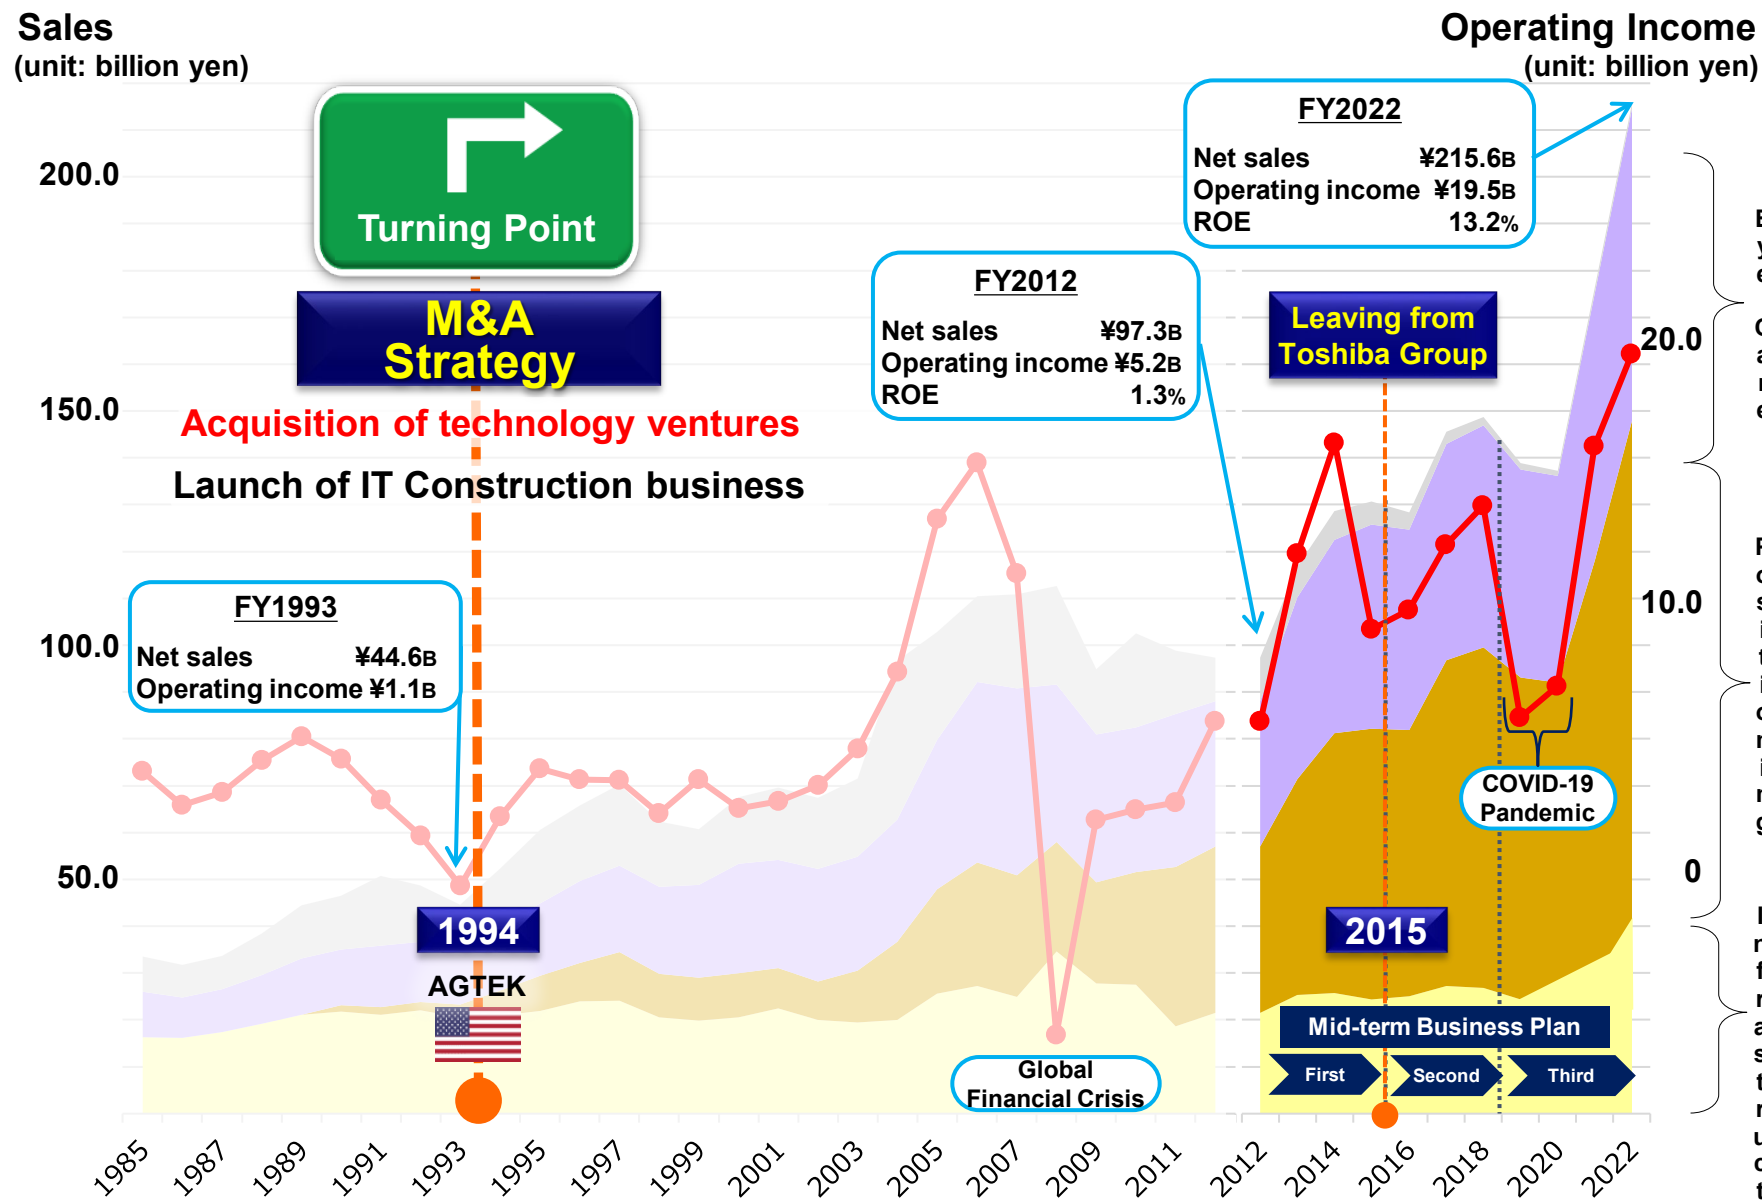 Sales
(unit: billion yen)
Operating Income
(unit: billion yen)
Turning Point
M&A
Strategy
Acquisition of technology ventures
Launch of IT Construction business
FY1993
Net sales ¥44.6B
Operating income ¥1.1B
FY2012
Net sales ¥97.3B
Operating income ¥5.2B
ROE 1.3%
FY2022
Net sales ¥215.6B
Operating income ¥19.5B
ROE 13.2%
Leaving from
Toshiba Group
200.0
150.0
100.0
50.0
20.0
10.0
0
1994
AGTEK
2015
COVID-19
Pandemic
Global
Financial Crisis
Mid-term Business Plan
First
Second
Third
1985
1987
1989
1991
1993
1995
1997
1999
2001
2003
2005
2007
2009
2011
2012
2014
2016
2018
2020
2022